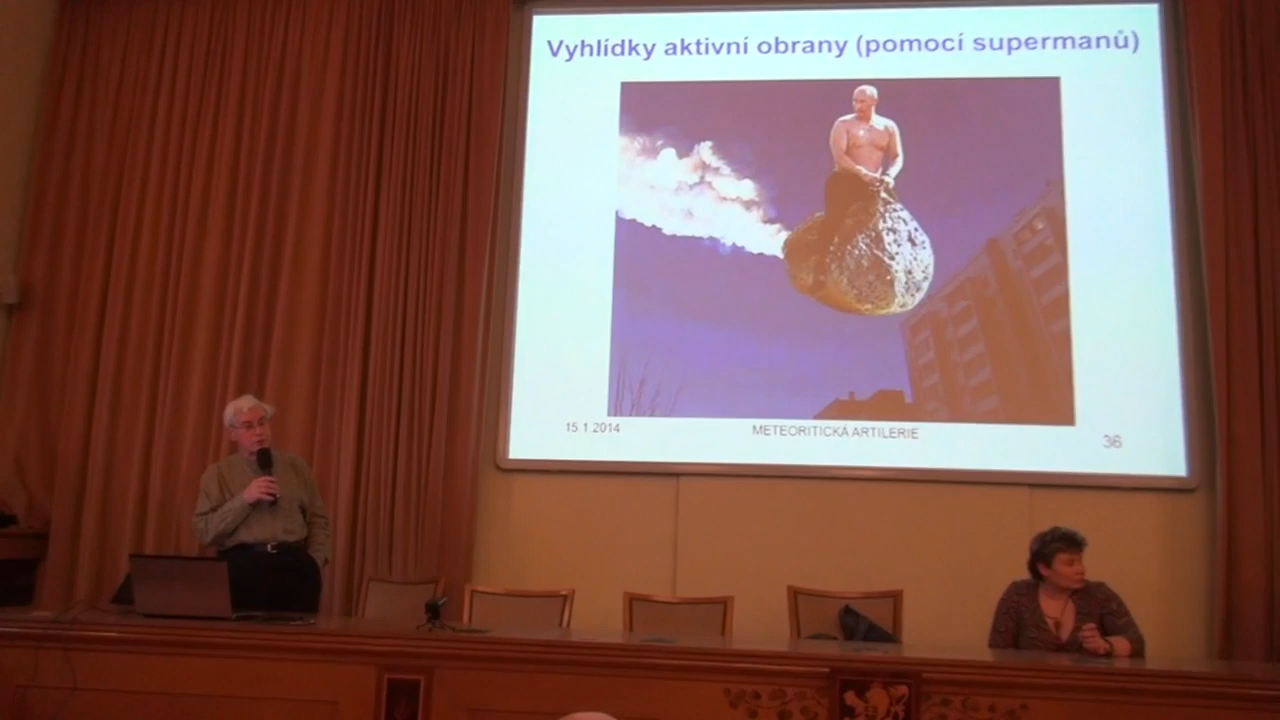 Vyhlídky aktivní obrany (pomocí supermanů)
15.1.2014
METEORITICKÁ ARTILERIE
36